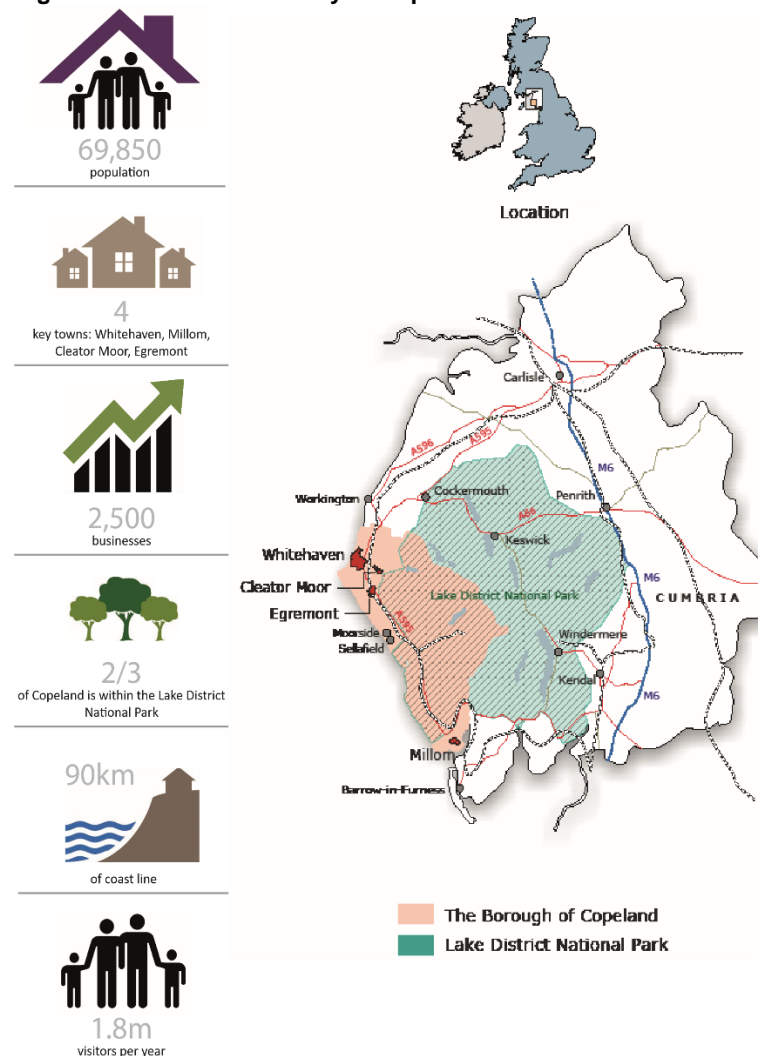 69,850
population
4
key towns: Whitehaven, Millom,
Cleator Moor, Egremont
2,500
businesses
2/3
of Copeland is within the Lake District
National Park
90km
of coast line
1.8m
visitors per year
Location
Carlisle
A596
A595
M6
Workington
Cockermouth
Penrith
A66
Keswick
Whitehaven
Cleator Moor
Egremont
Lake District National Park
M6
CUMBRIA
A595
Moorside
Sellafield
Windermere
Kendal
M6
Millom
Barrow-in-Furness
The Borough of Copeland
Lake District National Park